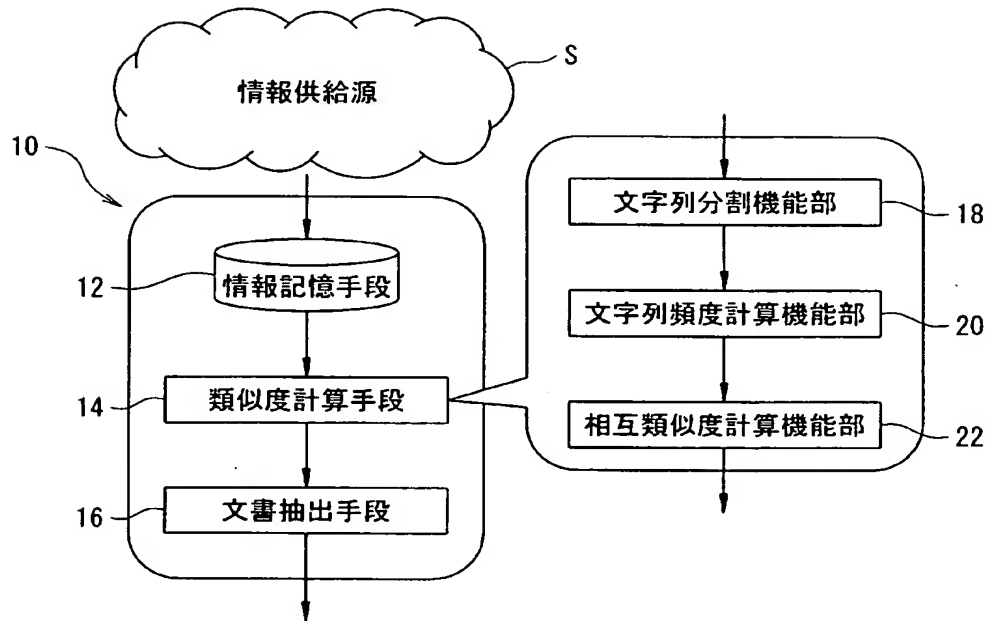 情報供給源
S
10
12
情報記憶手段
14
類似度計算手段
16
文書抽出手段
文字列分割機能部
18
文字列頻度計算機能部
20
相互類似度計算機能部
22